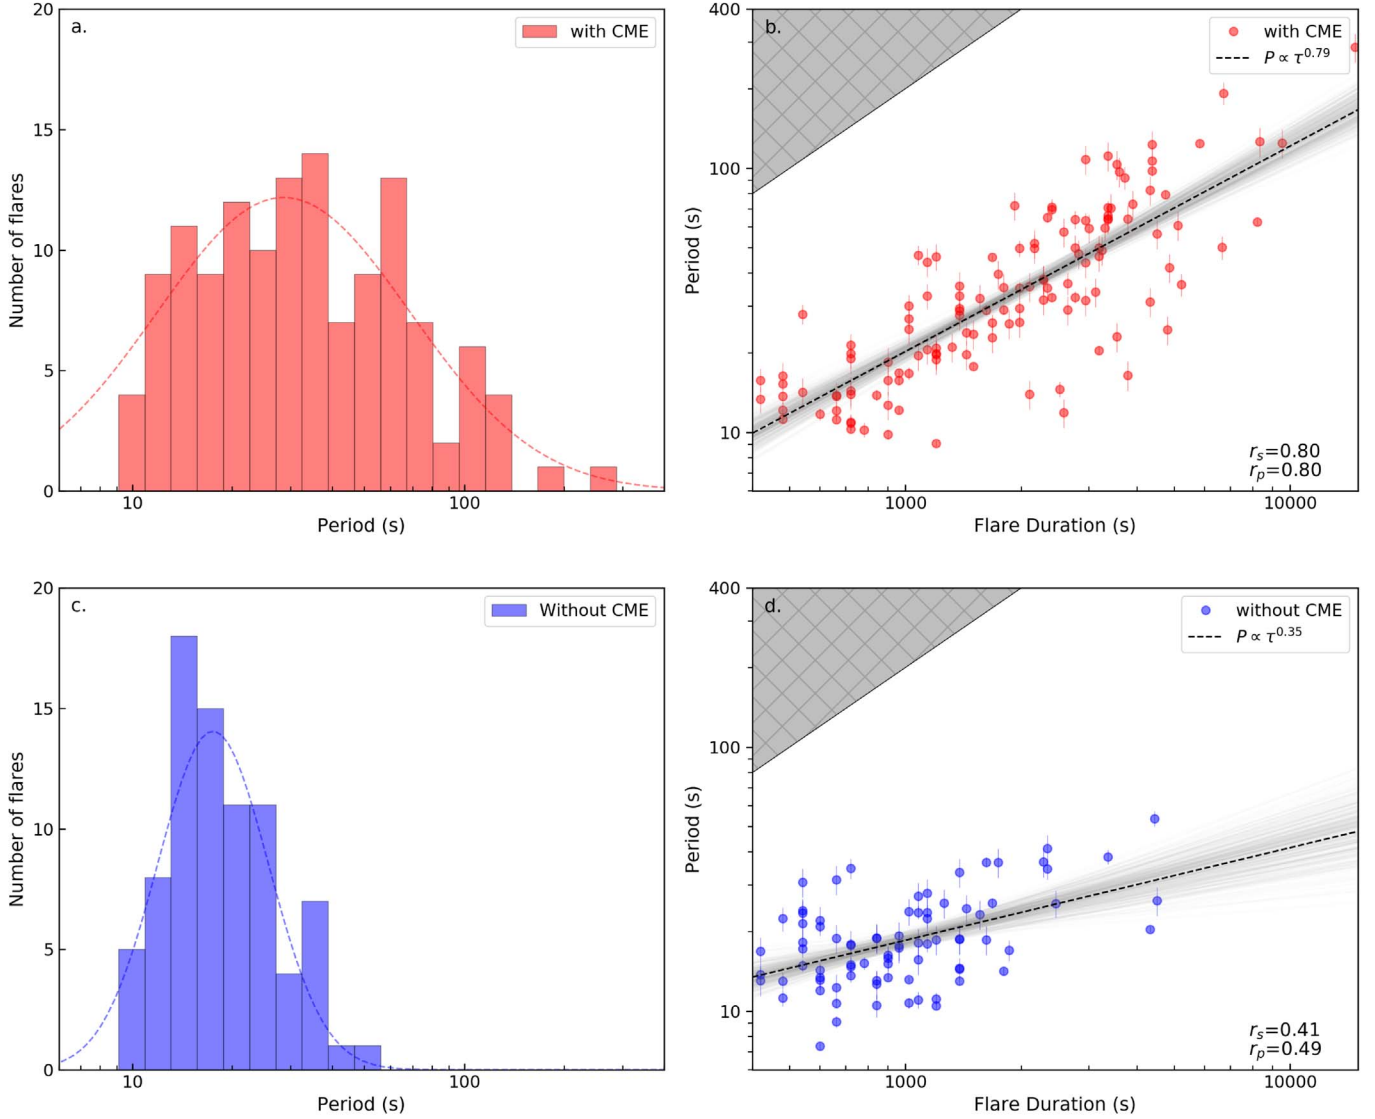 a.
with CME
20
15
10
5
0
Number of flares
10
100
Period (s)
b.
with CME
P ∝ τ^0.79
400
100
10
Period (s)
r_s=0.80
r_p=0.80
1000
10000
Flare Duration (s)
c.
Without CME
20
15
10
5
0
Number of flares
10
100
Period (s)
d.
without CME
P ∝ τ^0.35
400
100
10
Period (s)
r_s=0.41
r_p=0.49
1000
10000
Flare Duration (s)